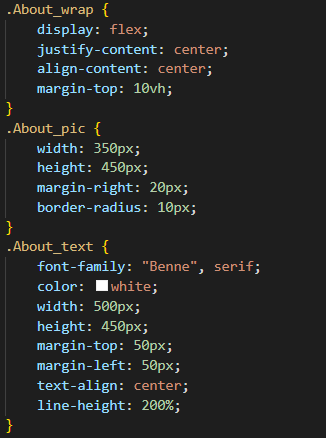 .About_wrap {
    display: flex;
    justify-content: center;
    align-content: center;
    margin-top: 10vh;
}
.About_pic {
    width: 350px;
    height: 450px;
    margin-right: 20px;
    border-radius: 10px;
}
.About_text {
    font-family: "Benne", serif;
    color: white;
    width: 500px;
    height: 450px;
    margin-top: 50px;
    margin-left: 50px;
    text-align: center;
    line-height: 200%;
}